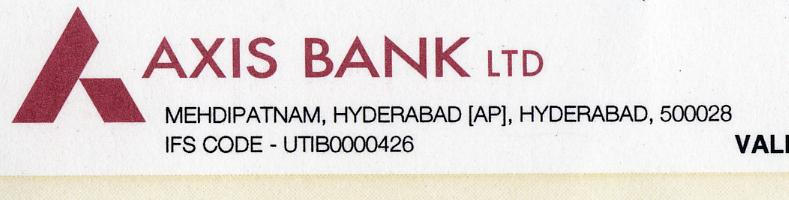 AXIS BANK LTD
MEHDIPATNAM, HYDERABAD [AP], HYDERABAD, 500028
IFS CODE - UTIB0000426